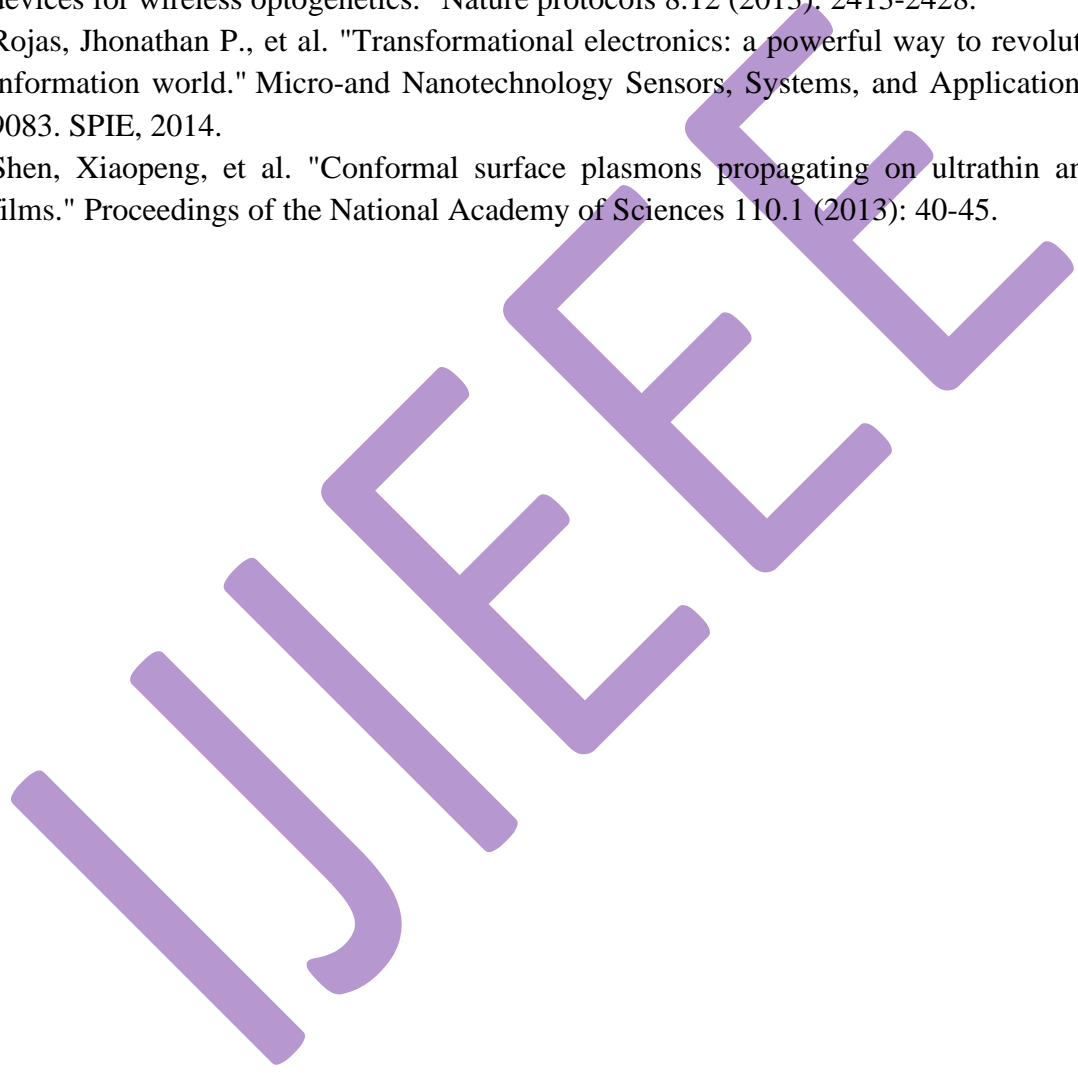 devices for wireless optogenetics." Nature protocols 8.12 (2013): 2413-2428.
Rojas, Jhonathan P., et al. "Transformational electronics: a powerful way to revolut
nformation world." Micro-and Nanotechnology Sensors, Systems, and Application
9083. SPIE, 2014.
Shen, Xiaopeng, et al. "Conformal surface plasmons propagating on ultrathin an
films." Proceedings of the National Academy of Sciences 110.1 (2013): 40-45.
IJIEEE